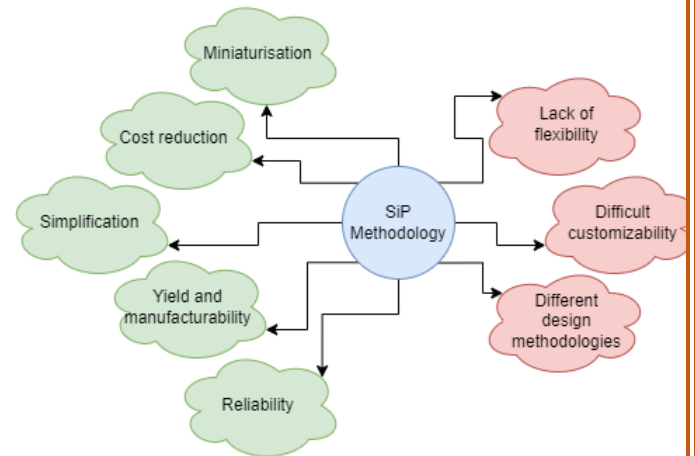 Miniaturisation
Cost reduction
Simplification
Yield and
manufacturability
Reliability
SiP
Methodology
Lack of
flexibility
Difficult
customizability
Different
design
methodologies